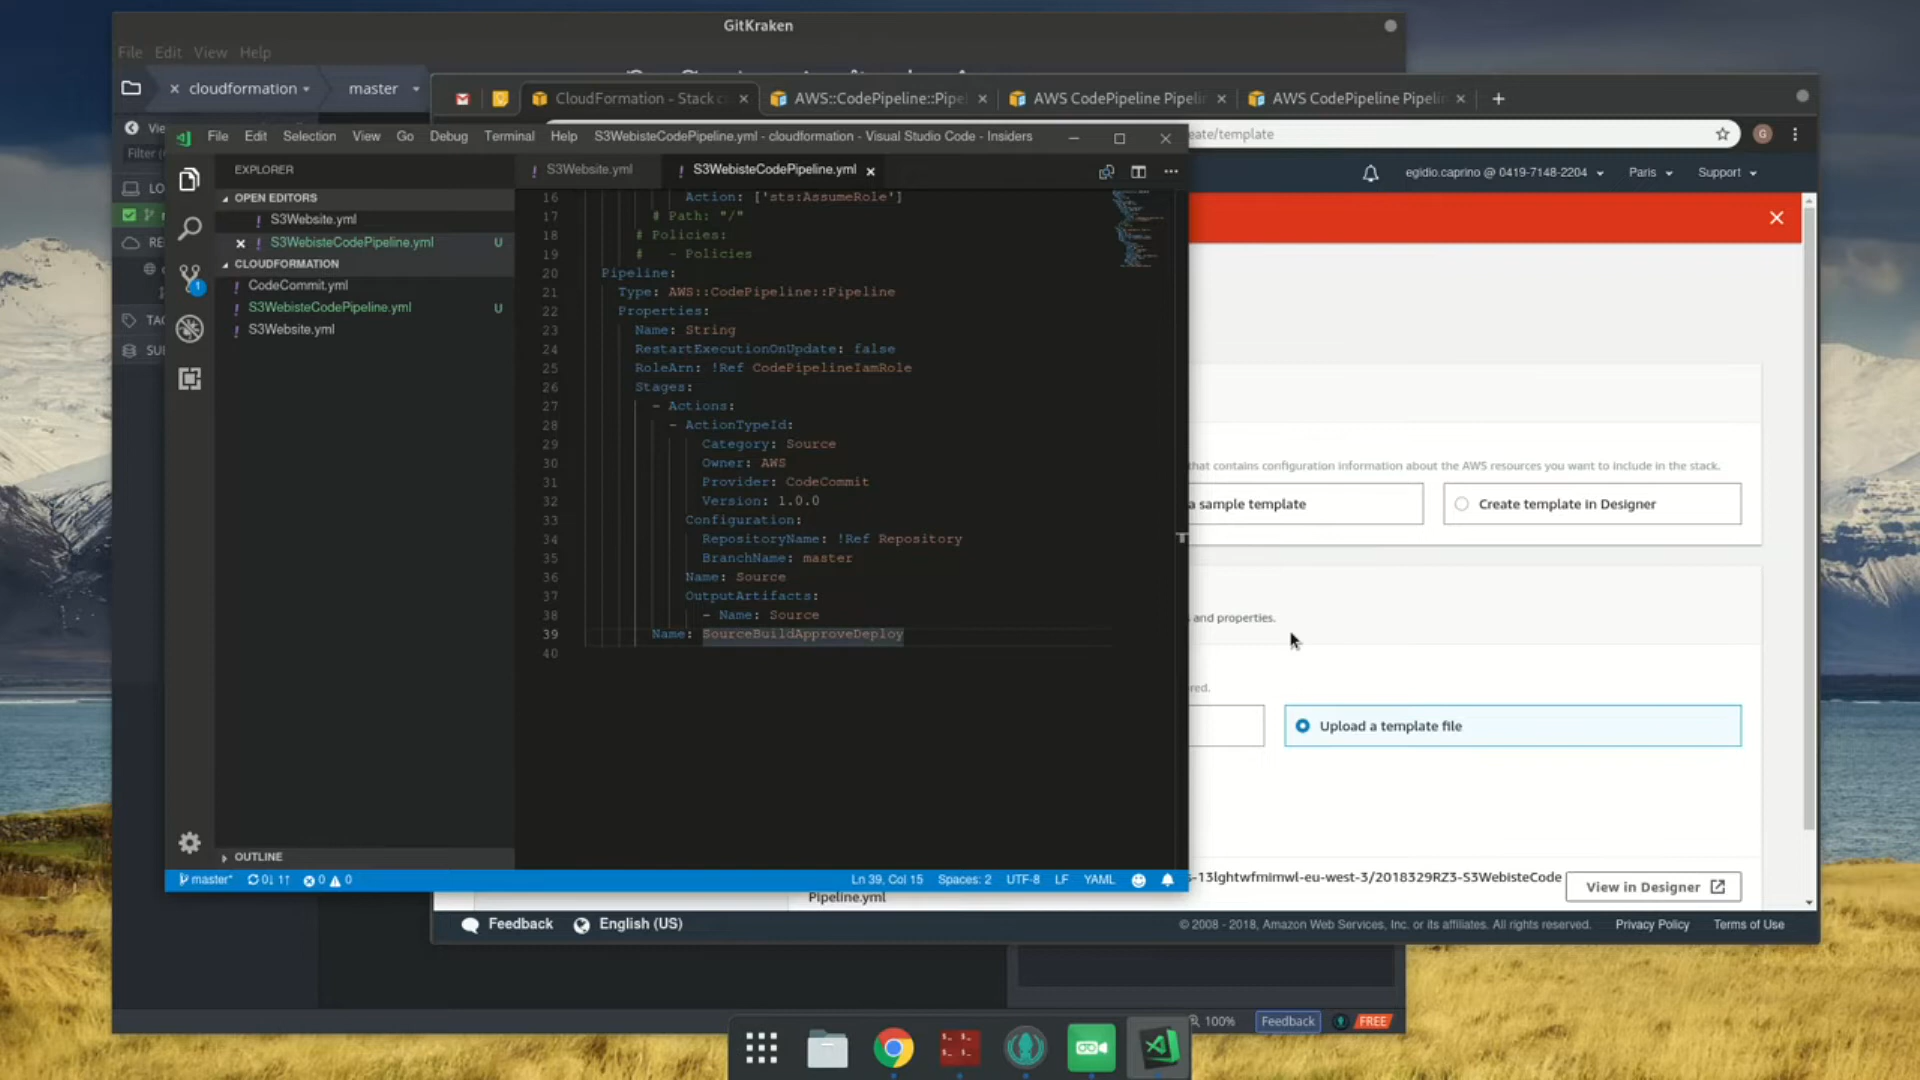 GitKraken
File Edit View Help
cloudformation
master
CloudFormation - Stack c
AWS::CodePipeline::Pipel
AWS CodePipeline Pipelin
AWS CodePipeline Pipelin
eate/template
G
File Edit Selection View Go Debug Terminal Help S3WebisteCodePipeline.yml - cloudformation - Visual Studio Code - Insiders
egidio.caprino @ 0419-7148-2204
Paris
Support
Filter
EXPLORER
OPEN EDITORS
S3Website.yml
S3WebisteCodePipeline.yml U
CLOUDFORMATION
CodeCommit.yml
S3WebisteCodePipeline.yml U
S3Website.yml
1
OUTLINE
S3Website.yml
S3WebisteCodePipeline.yml
16 Action: ['sts:AssumeRole']
17 # Path: "/"
18 # Policies:
19 # - Policies
20 Pipeline:
21 Type: AWS::CodePipeline::Pipeline
22 Properties:
23 Name: String
24 RestartExecutionOnUpdate: false
25 RoleArn: !Ref CodePipelineIamRole
26 Stages:
27 - Actions:
28 - ActionTypeId:
29 Category: Source
30 Owner: AWS
31 Provider: CodeCommit
32 Version: 1.0.0
33 Configuration:
34 RepositoryName: !Ref Repository
35 BranchName: master
36 Name: Source
37 OutputArtifacts:
38 - Name: Source
39 Name: SourceBuildApproveDeploy
40
master* 0↓ 1↑ 0 0
Ln 39, Col 15 Spaces: 2 UTF-8 LF YAML
that contains configuration information about the AWS resources you want to include in the stack.
a sample template
Create template in Designer
and properties.
red.
Upload a template file
s-13lghtwfmimwl-eu-west-3/2018329RZ3-S3WebisteCode
Pipeline.yml
View in Designer
Feedback
English (US)
© 2008 - 2018, Amazon Web Services, Inc. or its affiliates. All rights reserved.
Privacy Policy
Terms of Use
100%
Feedback
FREE